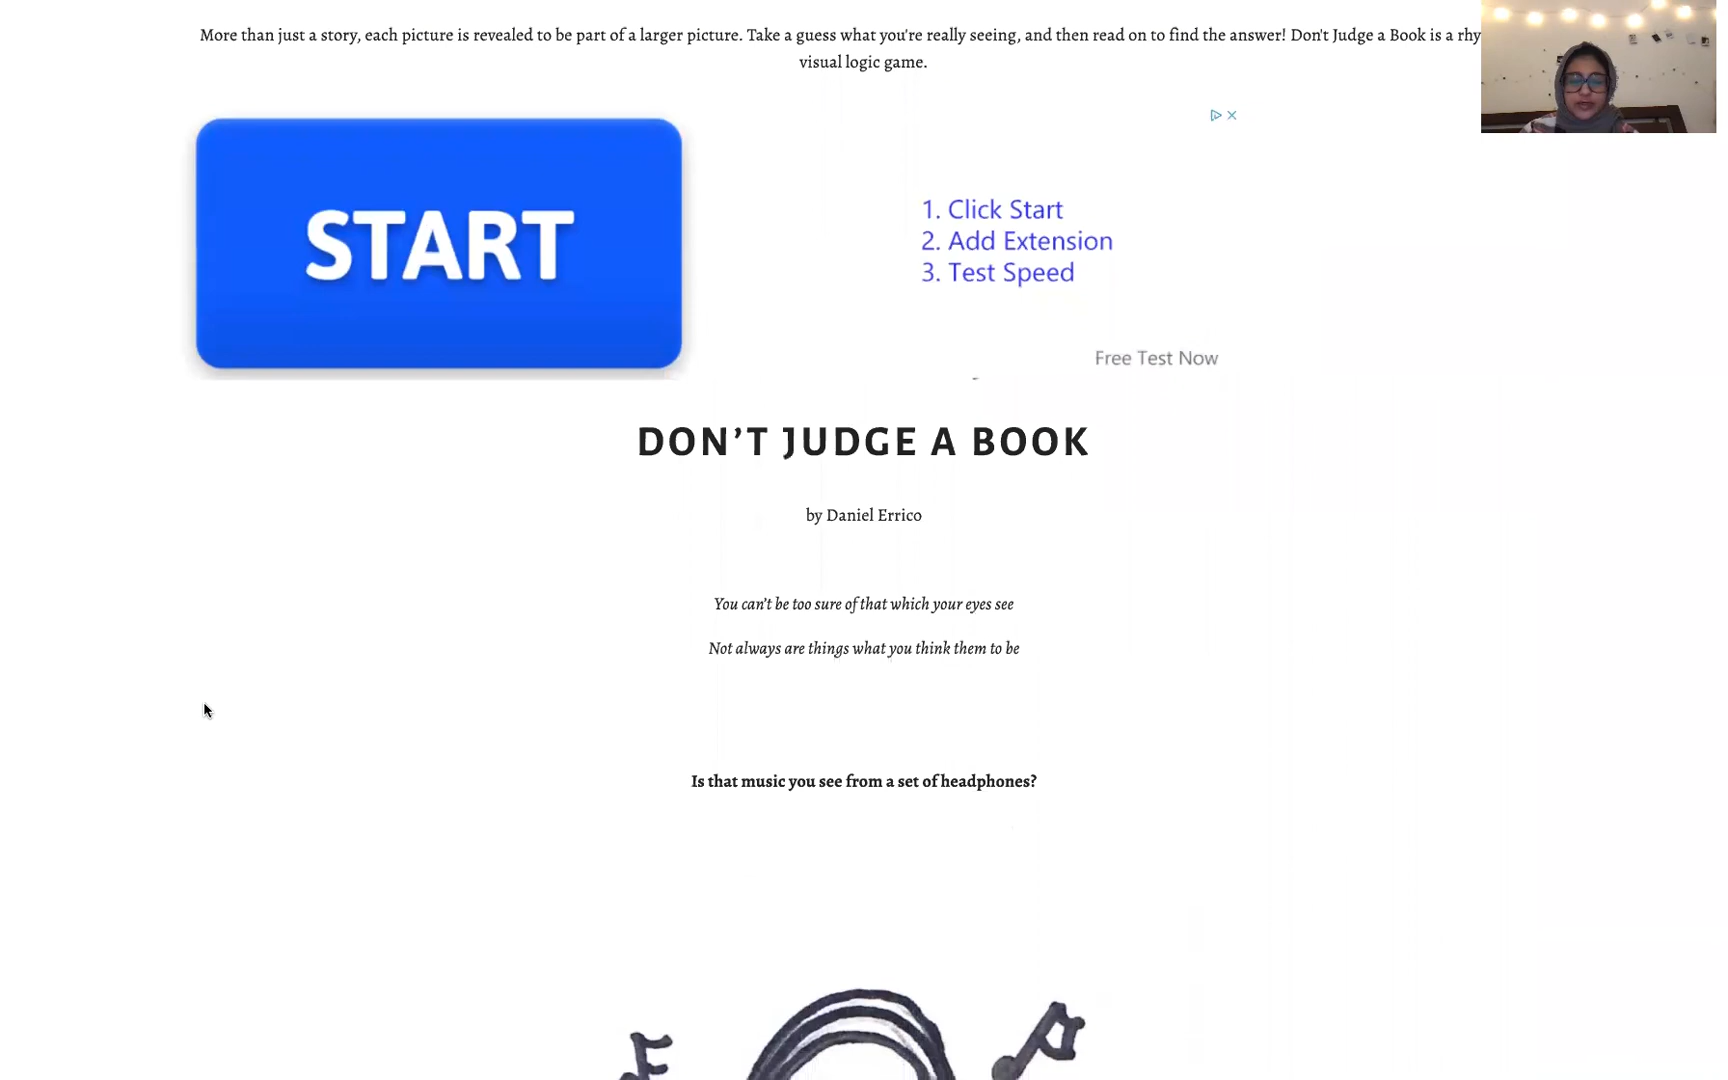 More than just a story, each picture is revealed to be part of a larger picture. Take a guess what you're really seeing, and then read on to find the answer! Don't Judge a Book is a
visual logic game.
START
1. Click Start
2. Add Extension
3. Test Speed
Free Test Now
DON’T JUDGE A BOOK
by Daniel Errico
You can’t be too sure of that which your eyes see
Not always are things what you think them to be
Is that music you see from a set of headphones?